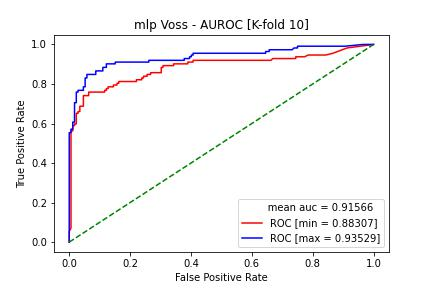 mlp Voss - AUROC [K-fold 10]
True Positive Rate
1.0
0.8
0.6
0.4
0.2
0.0
mean auc = 0.91566
ROC [min = 0.88307]
ROC [max = 0.93529]
0.0 0.2 0.4 0.6 0.8 1.0
False Positive Rate